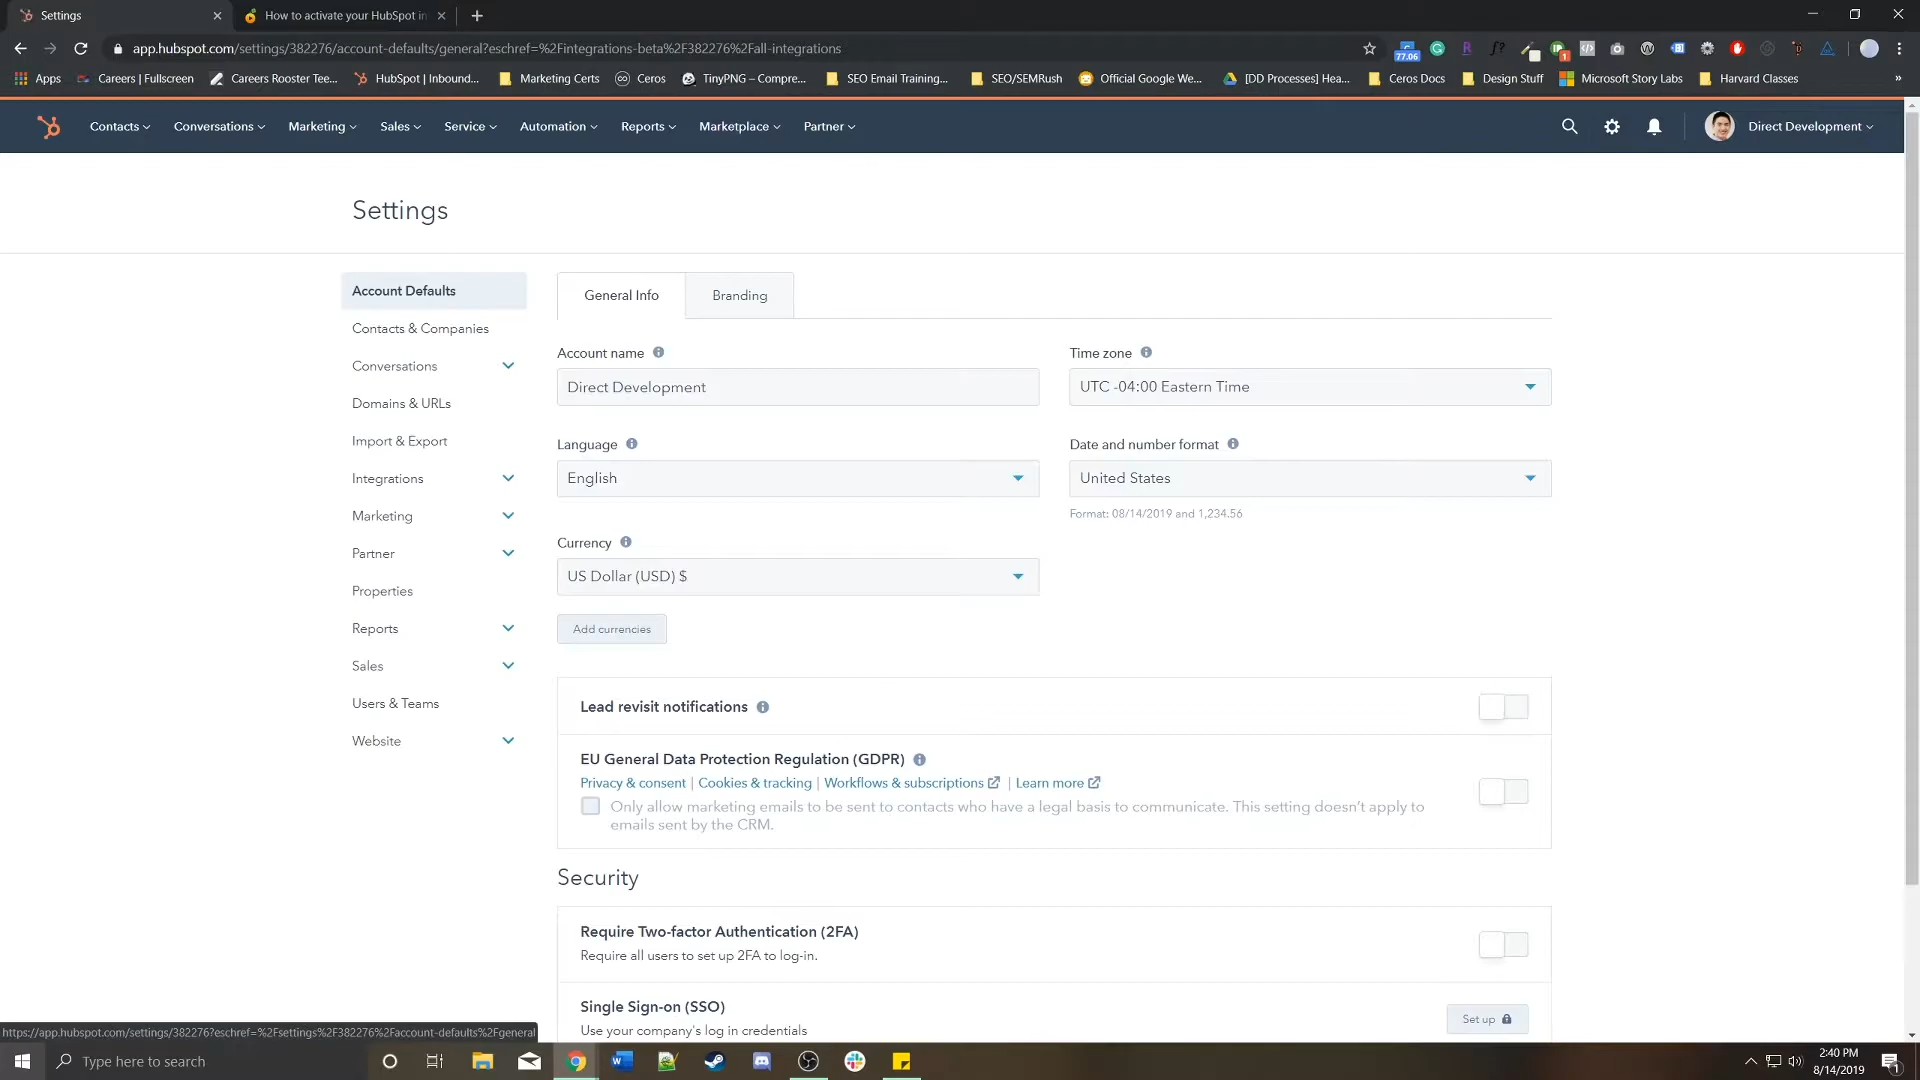 Settings
How to activate your HubSpot in
app.hubspot.com/settings/382276/account-defaults/general?eschref=%2Fintegrations-beta%2F382276%2Fall-integrations
77.06
1
Apps
Careers | Fullscreen
Careers Rooster Tee...
HubSpot | Inbound...
Marketing Certs
Ceros
TinyPNG – Compre...
SEO Email Training...
SEO/SEMRush
Official Google We...
[DD Processes] Hea...
Ceros Docs
Design Stuff
Microsoft Story Labs
Harvard Classes
»
Contacts
Conversations
Marketing
Sales
Service
Automation
Reports
Marketplace
Partner
Direct Development
Settings
Account Defaults
Contacts & Companies
Conversations
Domains & URLs
Import & Export
Integrations
Marketing
Partner
Properties
Reports
Sales
Users & Teams
Website
General Info
Branding
Account name
Direct Development
Time zone
UTC -04:00 Eastern Time
Language
English
Date and number format
United States
Format: 08/14/2019 and 1,234.56
Currency
US Dollar (USD) $
Add currencies
Lead revisit notifications
EU General Data Protection Regulation (GDPR)
Privacy & consent | Cookies & tracking | Workflows & subscriptions | Learn more
Only allow marketing emails to be sent to contacts who have a legal basis to communicate. This setting doesn't apply to
emails sent by the CRM.
Security
Require Two-factor Authentication (2FA)
Require all users to set up 2FA to log-in.
Single Sign-on (SSO)
Use your company's log in credentials
Set up
https://app.hubspot.com/settings/382276?eschref=%2Fsettings%2F382276%2Faccount-defaults%2Fgeneral
Type here to search
2:40 PM
8/14/2019
1